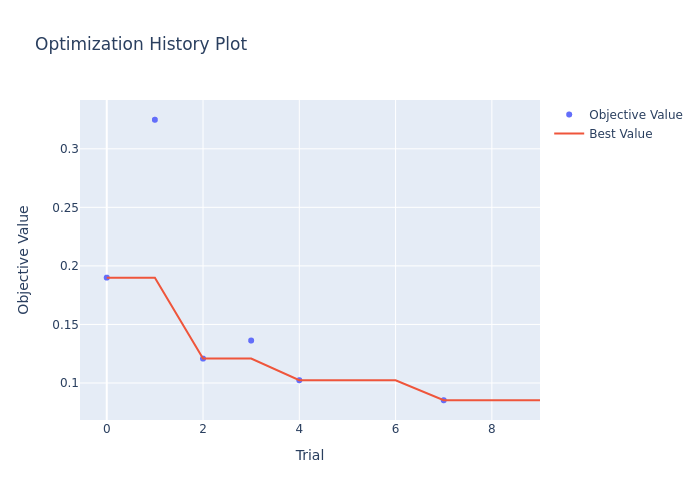 Optimization History Plot
Objective Value
Best Value
0.3
0.25
0.2
0.15
0.1
Objective Value
0 2 4 6 8
Trial